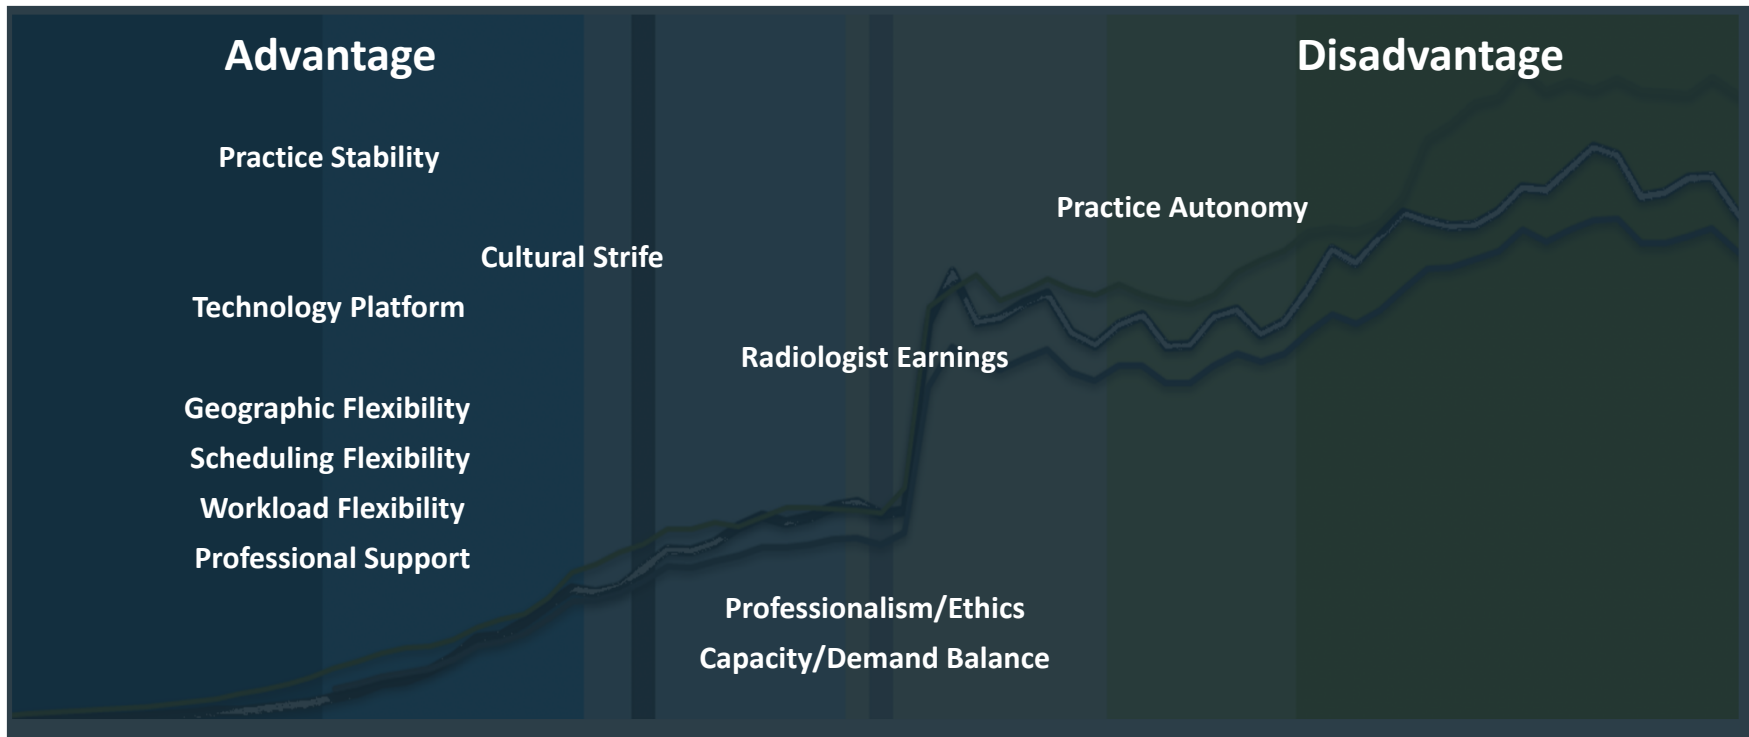 Advantage
Disadvantage
Practice Stability
Practice Autonomy
Cultural Strife
Technology Platform
Radiologist Earnings
Geographic Flexibility
Scheduling Flexibility
Workload Flexibility
Professional Support
Professionalism/Ethics
Capacity/Demand Balance